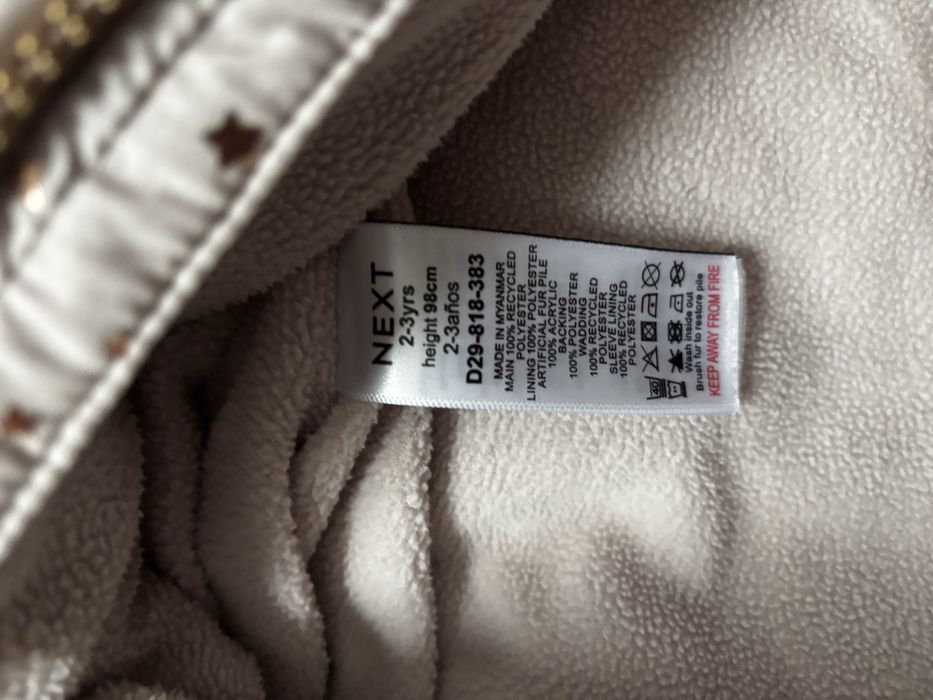 NEXT
2-3yrs
height 98cm
2-3años
D29-818-383
MADE IN MYANMAR
MAIN 100% RECYCLED
POLYESTER
LINING 100% POLYESTER
ARTIFICIAL FUR PILE
100% ACRYLIC
BACKING
100% POLYESTER
WADDING
100% RECYCLED
POLYESTER
SLEEVE LINING
100% RECYCLED
POLYESTER
40
Wash inside out
Brush fur to restore pile
KEEP AWAY FROM FIRE